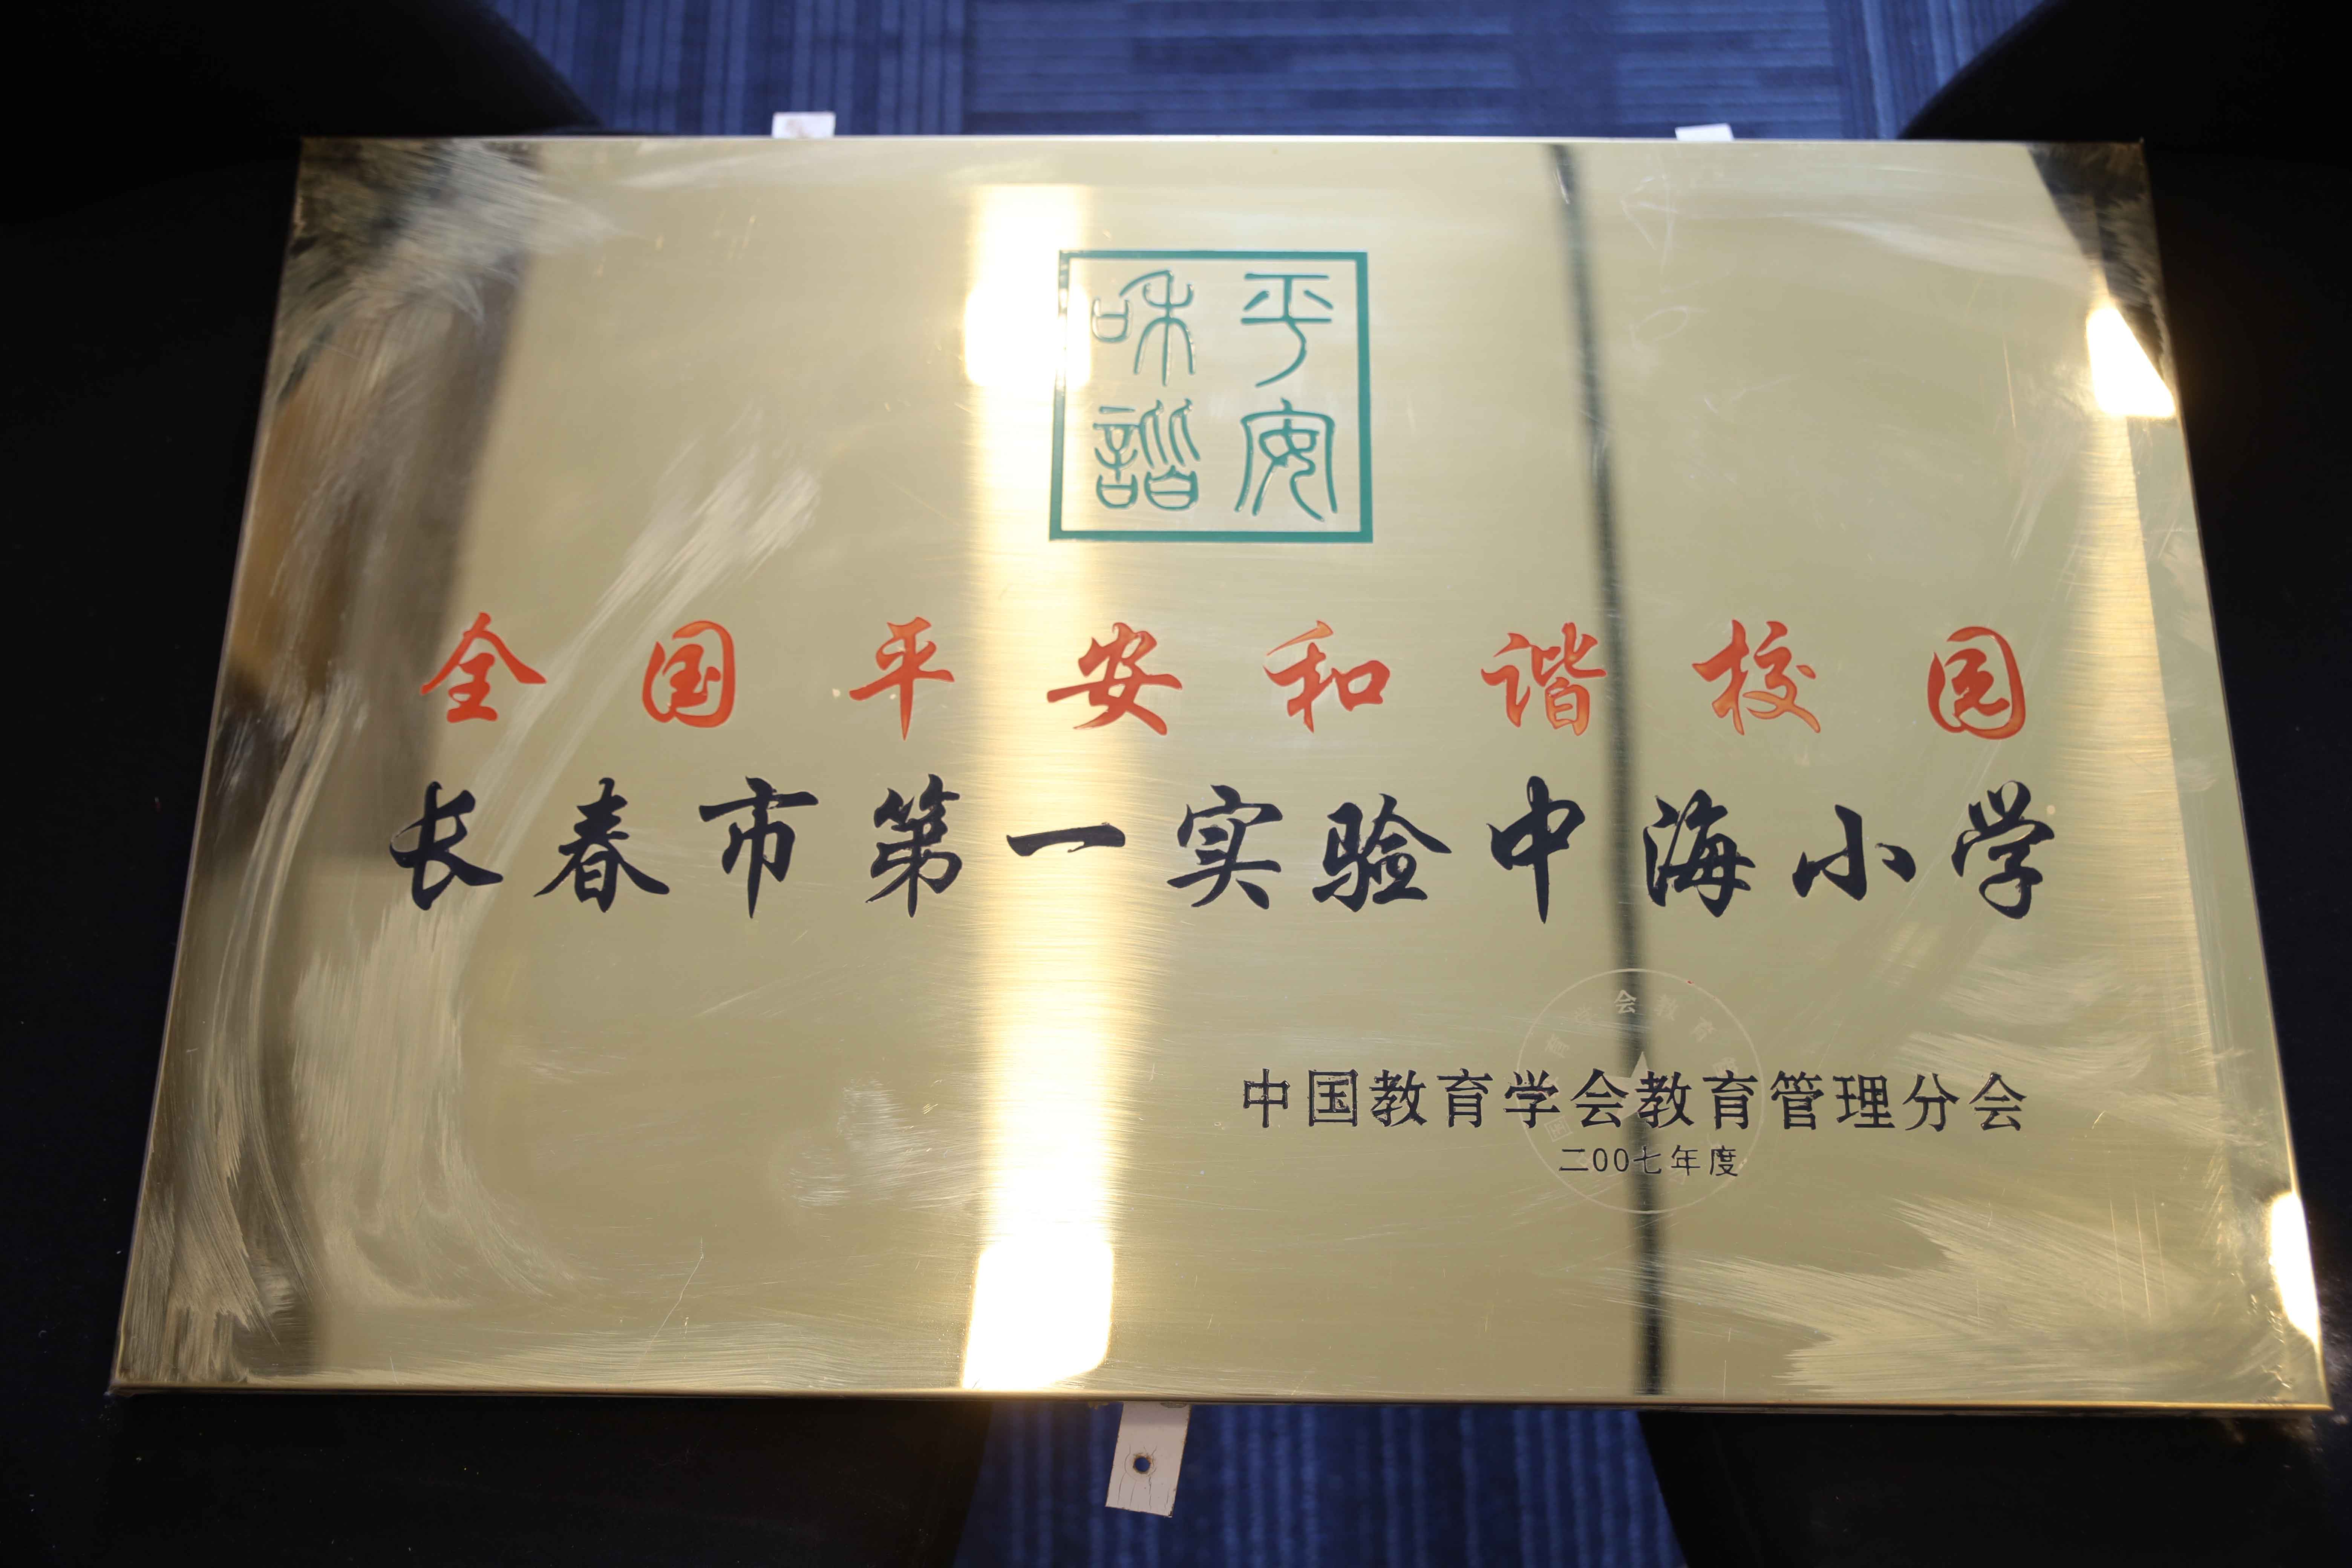 平安
和谐
全国平安和谐校园
长春市第一实验中海小学
中国教育学会教育管理分会
二00七年度